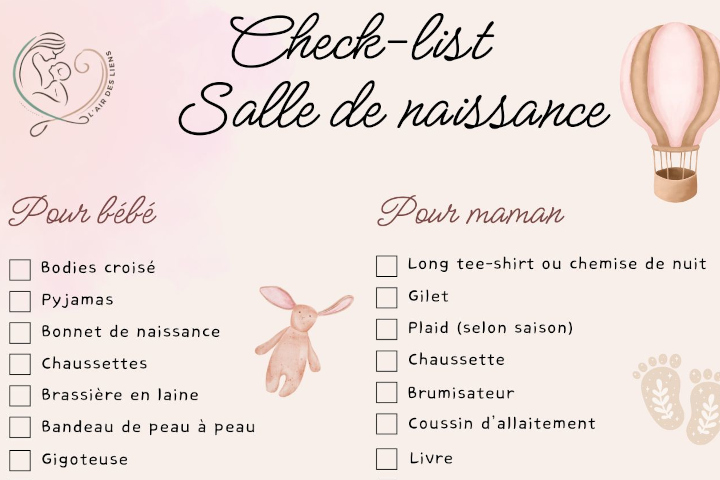 Check-list
Salle de naissance
L'AIR DES LIENS
Pour bébé
Bodies croisé
Pyjamas
Bonnet de naissance
Chaussettes
Brassière en laine
Bandeau de peau à peau
Gigoteuse
Pour maman
Long tee-shirt ou chemise de nuit
Gilet
Plaid (selon saison)
Chaussette
Brumisateur
Coussin d'allaitement
Livre